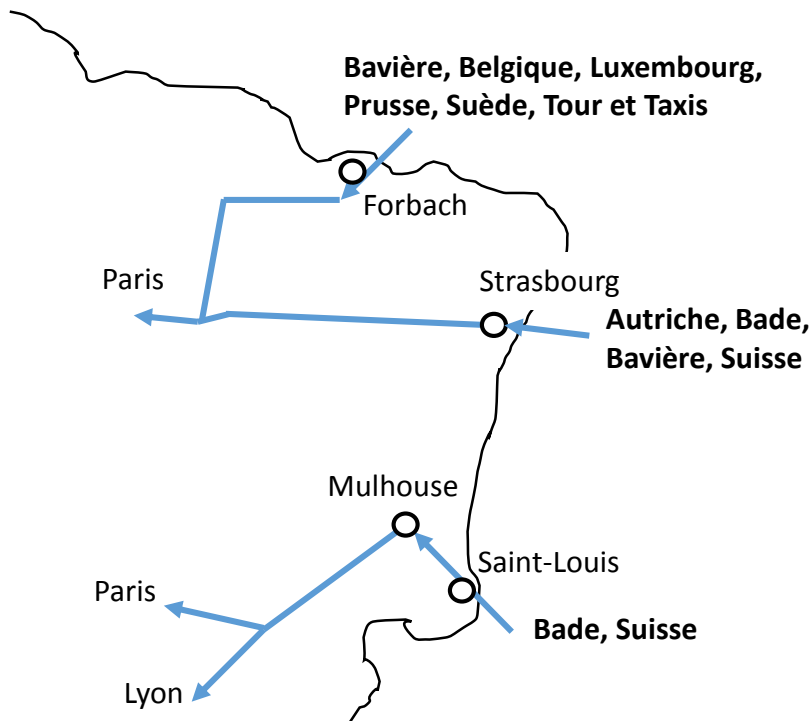 Bavière, Belgique, Luxembourg,
Prusse, Suède, Tour et Taxis
Forbach
Paris
Strasbourg
Autriche, Bade,
Bavière, Suisse
Mulhouse
Saint-Louis
Paris
Bade, Suisse
Lyon